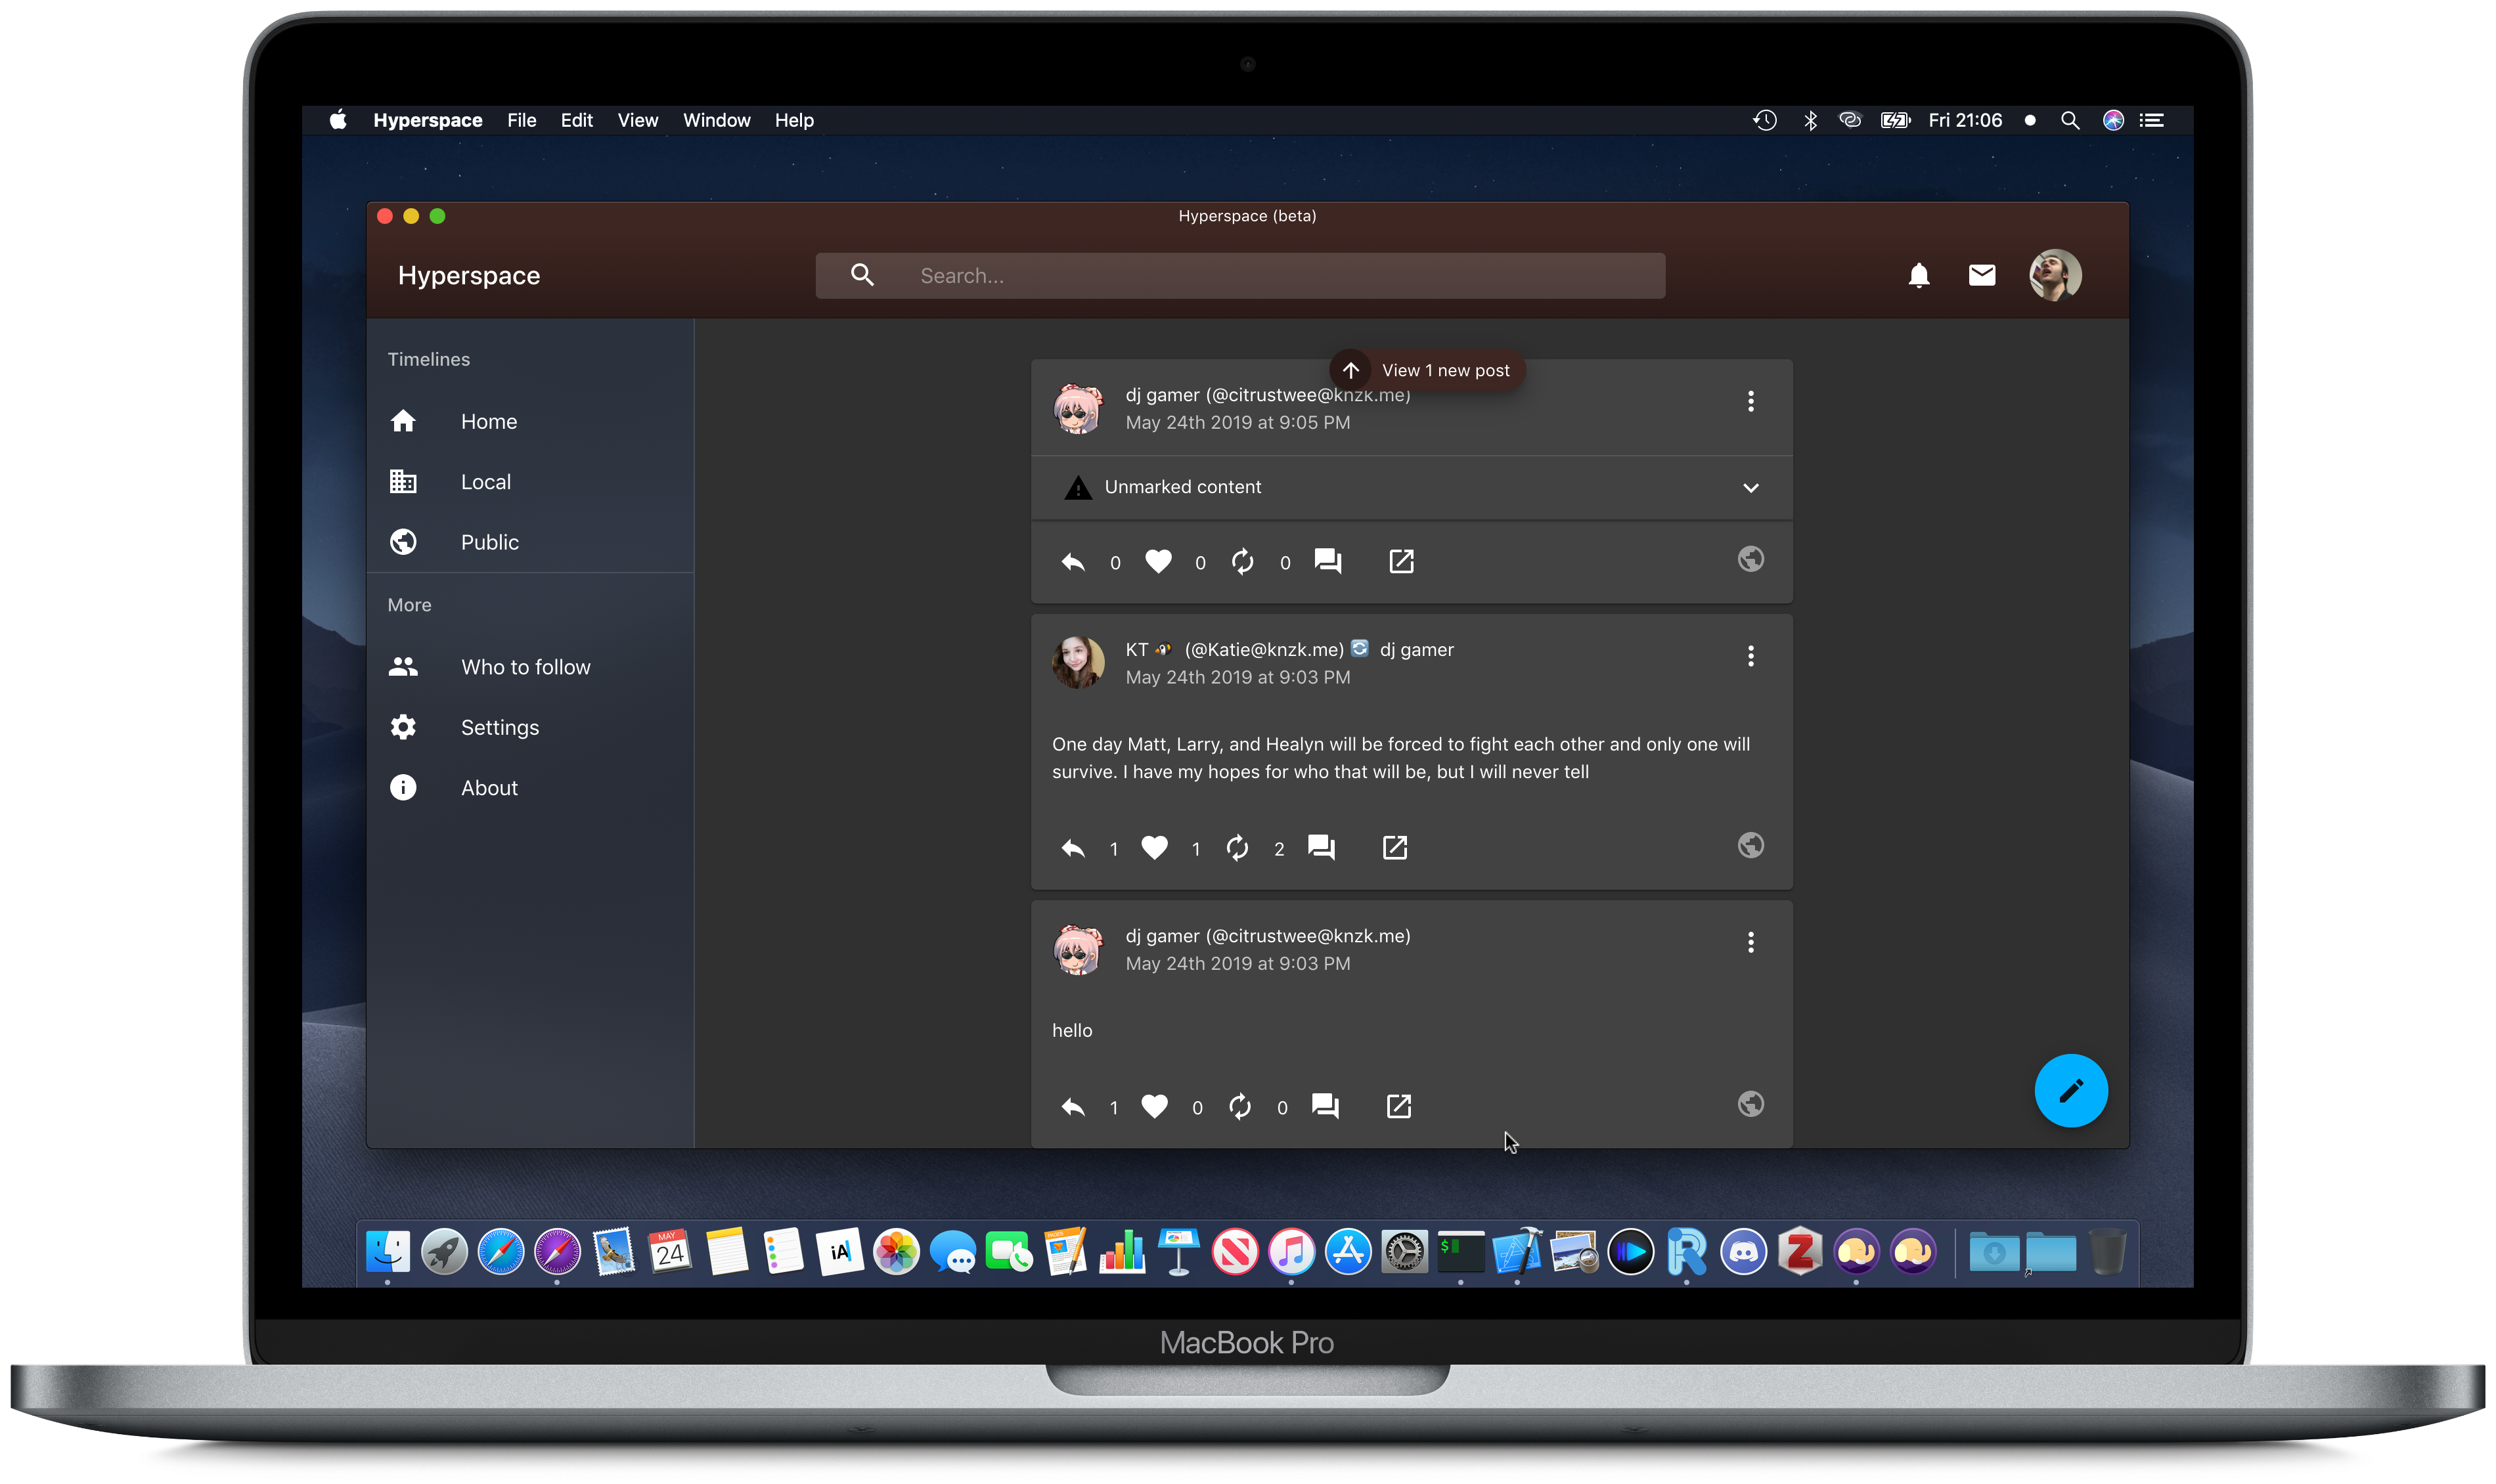 Hyperspace File Edit View Window Help Fri 21:06
Hyperspace (beta)
Hyperspace Search...
Timelines
Home
Local
Public
More
Who to follow
Settings
About
View 1 new post
dj gamer (@citrustwee@knzk.me)
May 24th 2019 at 9:05 PM
Unmarked content
0 0 0
KT 🐝 (@Katie@knzk.me) 🔄 dj gamer
May 24th 2019 at 9:03 PM
One day Matt, Larry, and Healyn will be forced to fight each other and only one will
survive. I have my hopes for who that will be, but I will never tell
1 1 2
dj gamer (@citrustwee@knzk.me)
May 24th 2019 at 9:03 PM
hello
1 0 0
MAY
24
iA
PAGES
$
Z
MacBook Pro